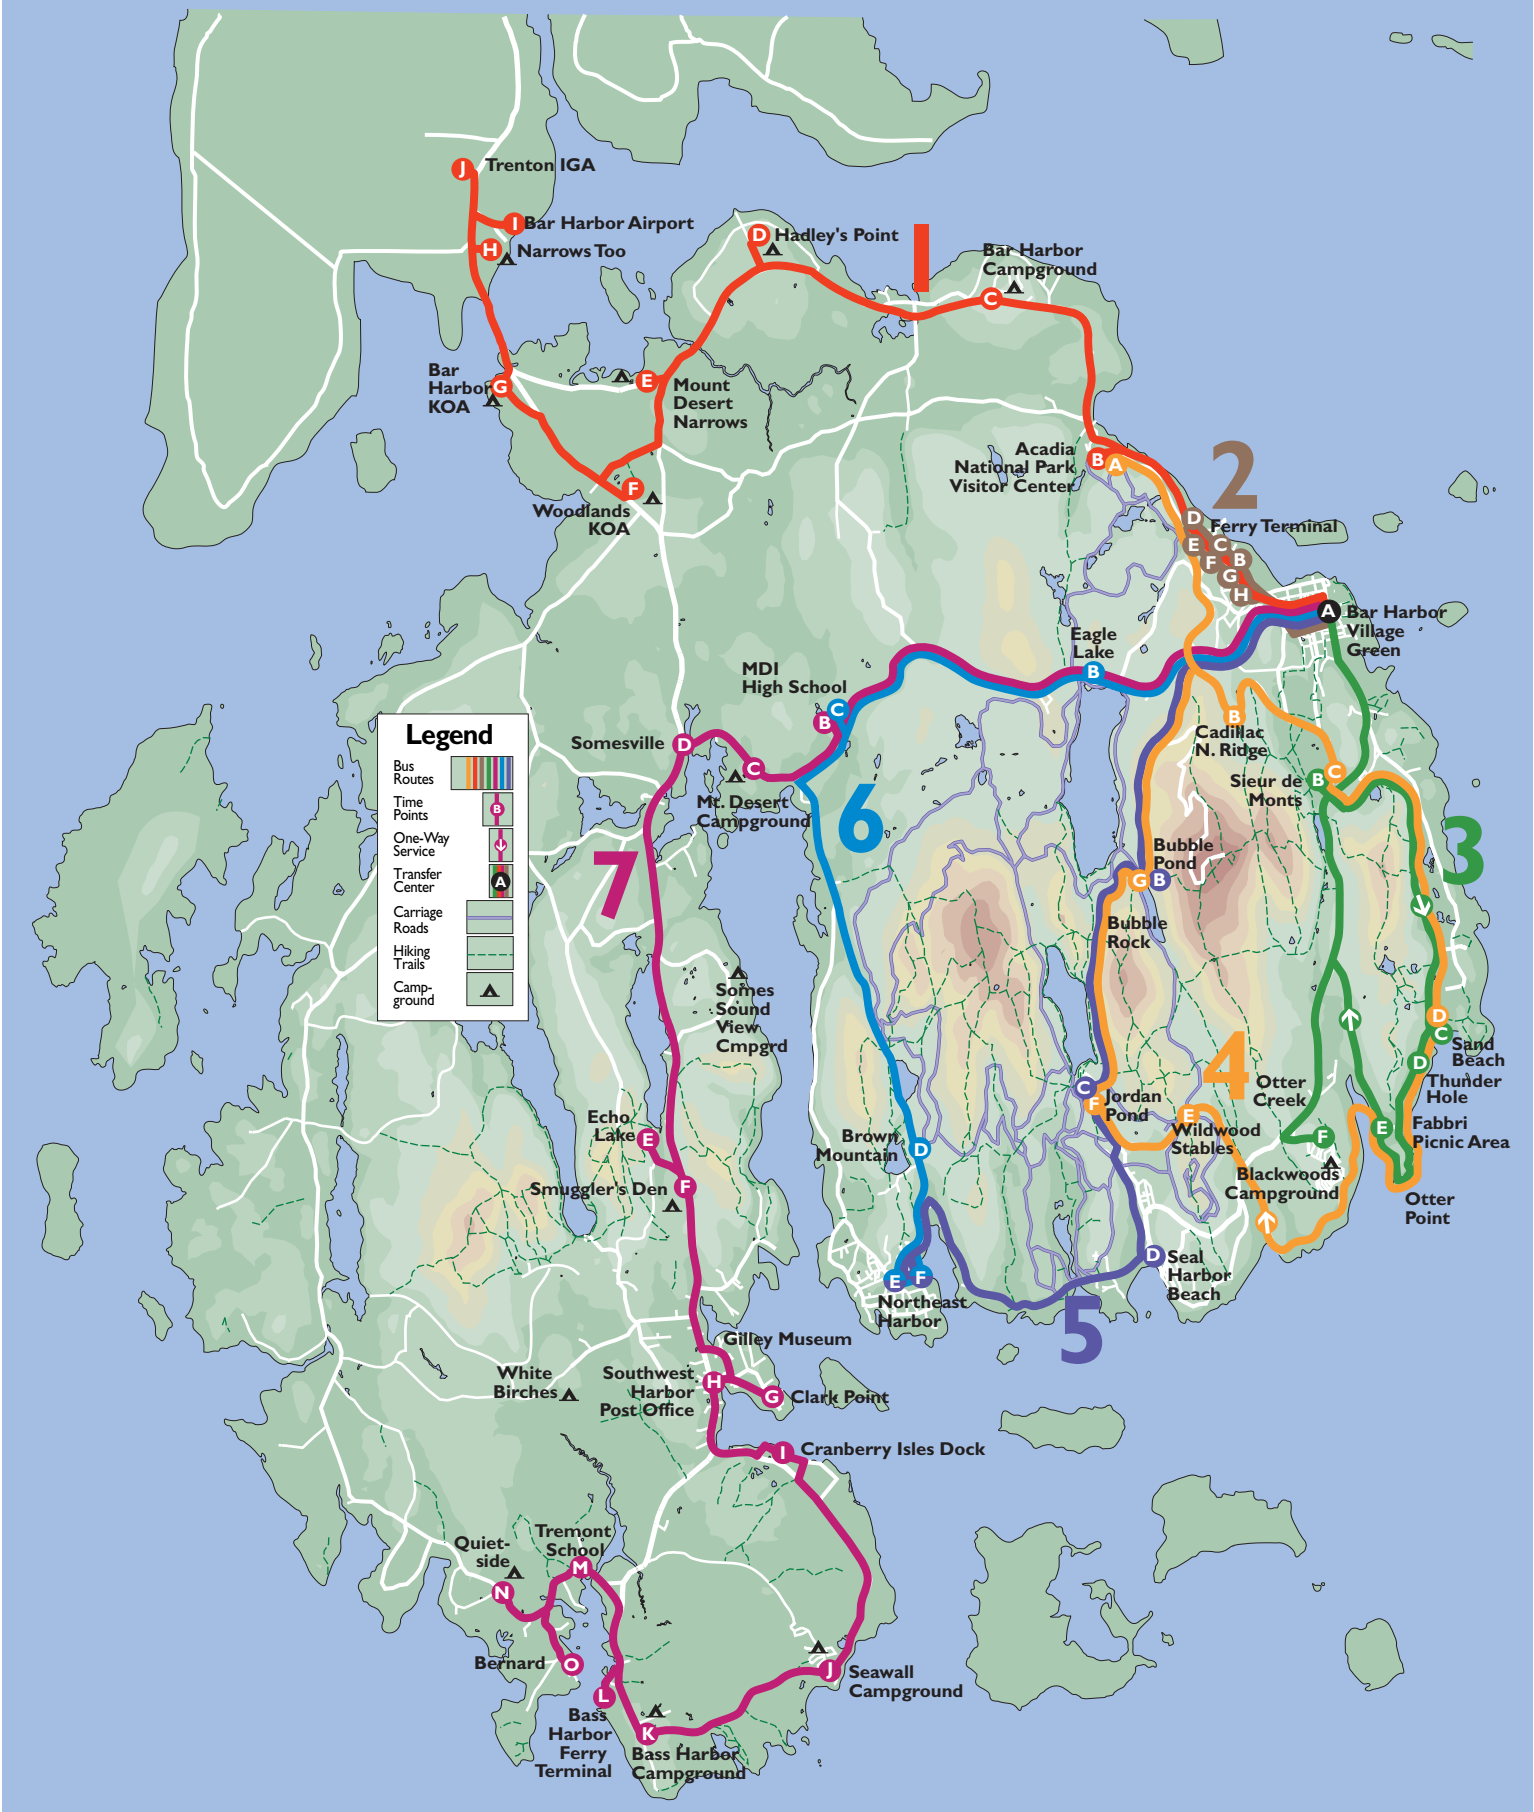 J Trenton IGA
I Bar Harbor Airport
H Narrows Too
D Hadley's Point
1
Bar Harbor
Campground
C
Bar
Harbor
KOA
G
E
Mount
Desert
Narrows
F
Woodlands
KOA
Acadia
National Park
Visitor Center
B A
2
D
Ferry Terminal
E C
F B
G
H
A
Bar Harbor
Village
Green
Eagle
Lake
B
MDI
High School
C
B
Somesville D
C
Mt. Desert
Campground
B
Cadillac
N. Ridge
Sieur de
Monts
B C
Legend
Bus
Routes
Time
Points
B
One-Way
Service
Transfer
Center
A
Carriage
Roads
Hiking
Trails
Camp-
ground
6
7
3
Bubble
Pond
G B
Bubble
Rock
Somes
Sound
View
Cmpgrd
D
C
Sand
Beach
D
Thunder
Hole
4
Otter
Creek
C
F
Jordan
Pond
E
Wildwood
Stables
E
Fabbri
Picnic Area
F
Blackwoods
Campground
Otter
Point
Echo
Lake E
Brown
Mountain D
Smuggler's Den F
D
Seal
Harbor
Beach
E F
Northeast
Harbor
5
Gilley Museum
White
Birches
Southwest
Harbor
Post Office
H
G Clark Point
I Cranberry Isles Dock
Quiet-
side
Tremont
School
M
N
Bernard O
L
Bass
Harbor
Ferry
Terminal
K
Bass Harbor
Campground
J
Seawall
Campground